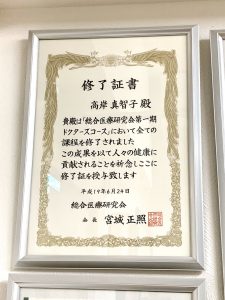 修了証書
高岸 真智子 殿
貴殿は「総合医療研究会第一期
ドクターズコース」において全ての
課程を修了されました
この成果を以て人々の健康に
貢献されることを祈念しここに
修了証を授与致します
平成19年6月24日
総合医療研究会
会長 宮城 正照